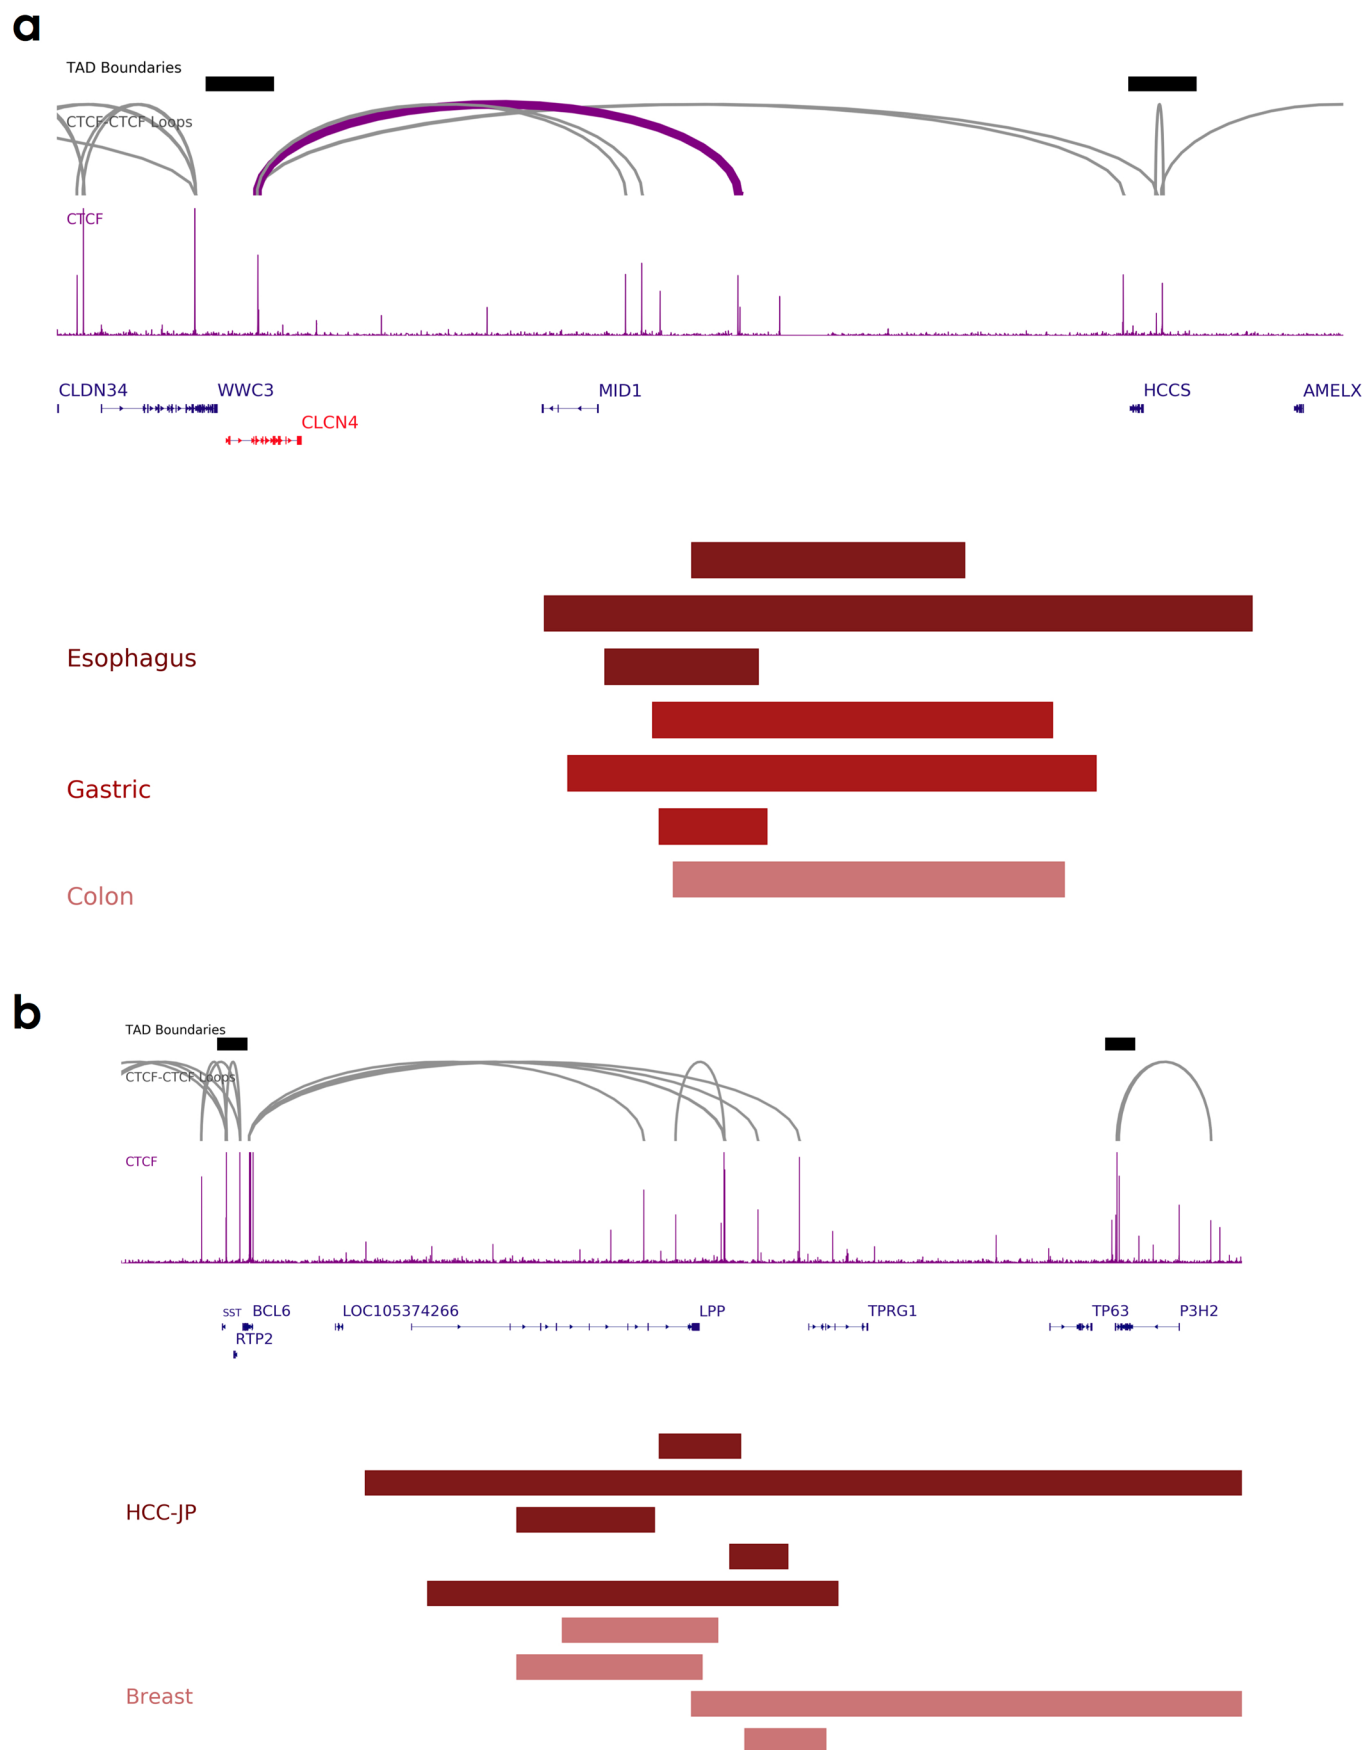 a
TAD Boundaries
CTCF-CTCF Loops
CTCF
CLDN34 WWC3 MID1 HCCS AMELX
CLCN4
Esophagus
Gastric
Colon
b
TAD Boundaries
CTCF-CTCF Loops
CTCF
SST BCL6 LOC105374266 LPP TPRG1 TP63 P3H2
RTP2
HCC-JP
Breast